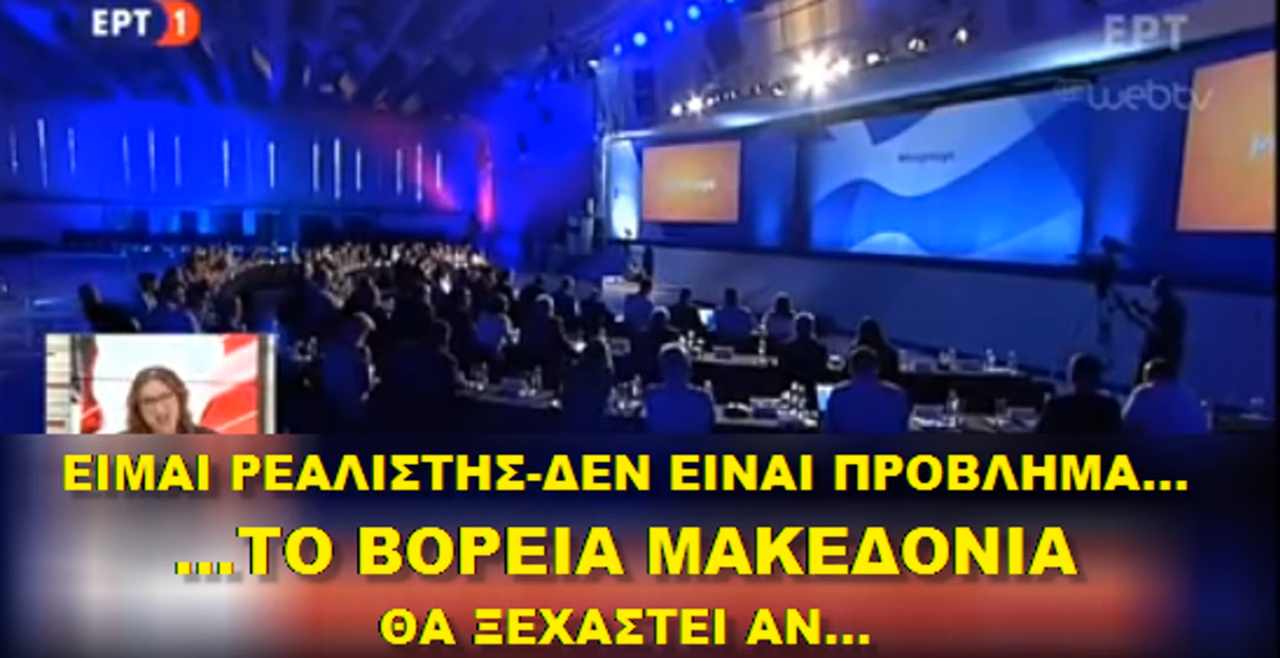 ΕΡΤ 1
ΕΡΤ
webtv
ΕΙΜΑΙ ΡΕΑΛΙΣΤΗΣ-ΔΕΝ ΕΙΝΑΙ ΠΡΟΒΛΗΜΑ...
...ΤΟ ΒΟΡΕΙΑ ΜΑΚΕΔΟΝΙΑ
ΘΑ ΞΕΧΑΣΤΕΙ ΑΝ...